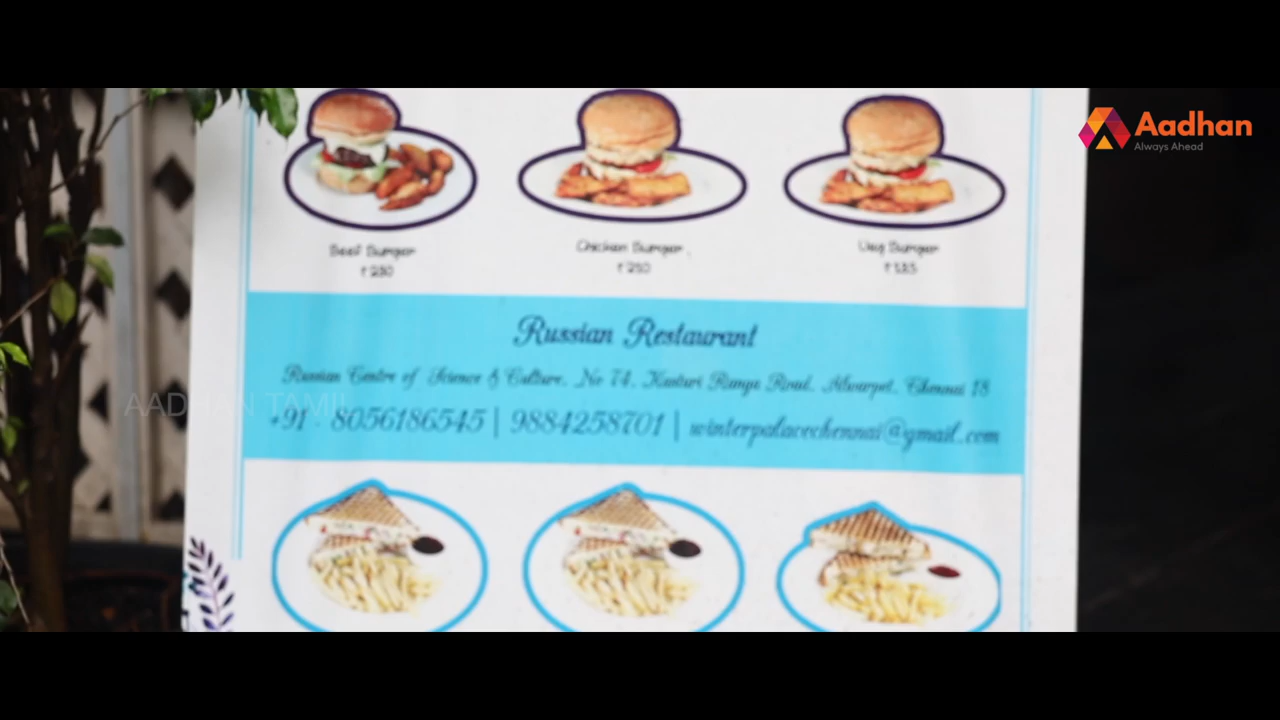 Aadhan
Always Ahead
Beef Burger
₹ 230
Chicken Burger
₹ 210
Veg Burger
₹ 185
Russian Restaurant
Russian Centre of Science & Culture, No 74, Kasturi Ranga Road, Alwarpet, Chennai 18
AADHAN TAMIL
+91 - 8056186545 | 9884258701 | winterpalacechennai@gmail.com